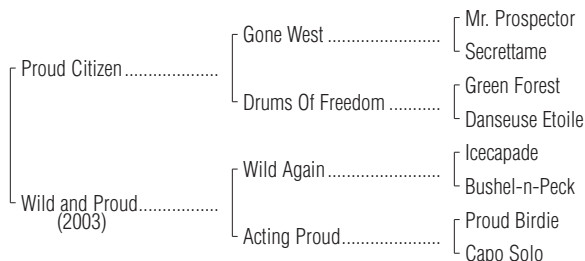 Mr. Prospector
Gone West ........................
Secrettame
Proud Citizen ....................
Green Forest
Drums Of Freedom ...........
Danseuse Etoile
Icecapade
Wild Again ........................
Bushel-n-Peck
Wild and Proud.................
(2003)
Proud Birdie
Acting Proud.....................
Capo Solo